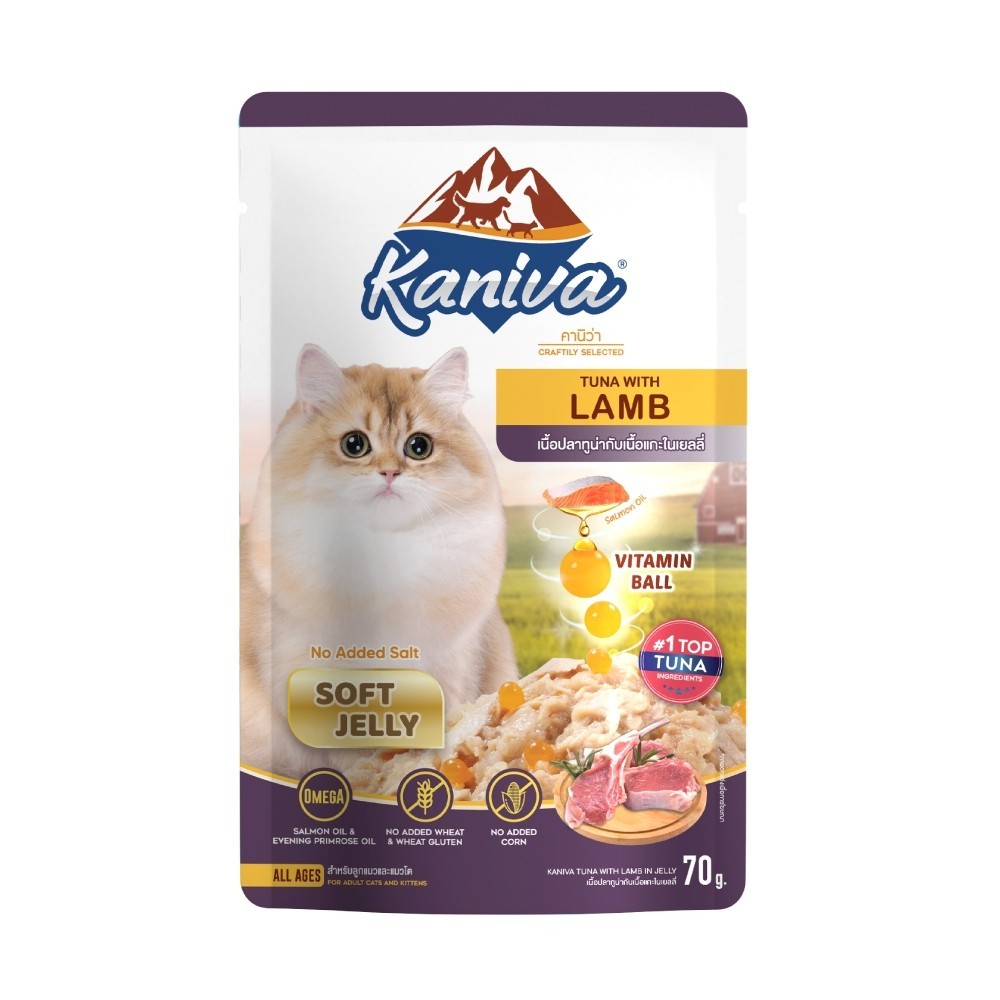 Kaniva®
คานิว่า
CRAFTILY SELECTED
TUNA WITH
LAMB
เนื้อปลาทูน่ากับเนื้อแกะในเยลลี่
Salmon Oil
VITAMIN
BALL
#1 TOP
TUNA
INGREDIENTS
No Added Salt
SOFT
JELLY
OMEGA
SALMON OIL &
EVENING PRIMROSE OIL
NO ADDED WHEAT
& WHEAT GLUTEN
NO ADDED
CORN
ALL AGES
สำหรับลูกแมวและแมวโต
FOR ADULT CATS AND KITTENS
KANIVA TUNA WITH LAMB IN JELLY
เนื้อปลาทูน่ากับเนื้อแกะในเยลลี่
70 g.